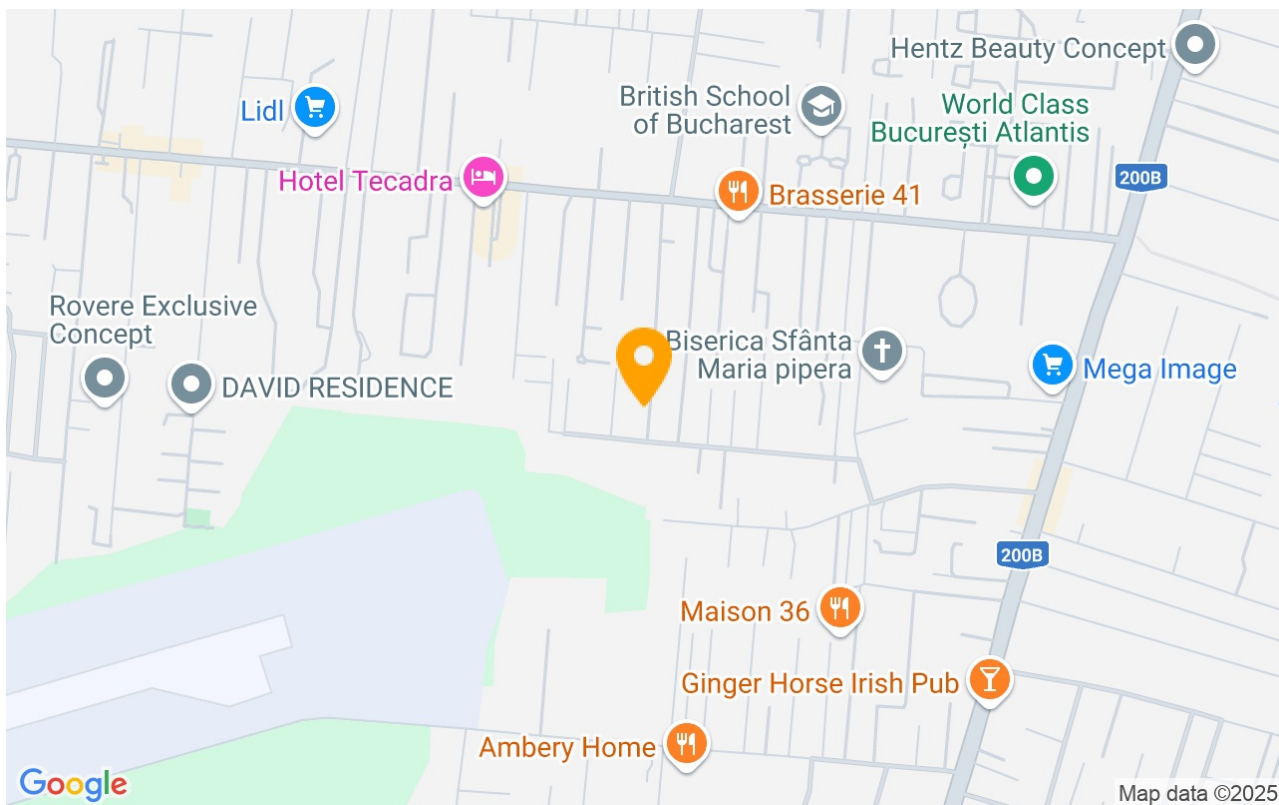 Hentz Beauty Concept
Lidl
British School
of Bucharest
World Class
București Atlantis
Hotel Tecadra
200B
Brasserie 41
Rovere Exclusive
Concept
Biserica Sfânta
Maria pipera
DAVID RESIDENCE
Mega Image
200B
Maison 36
Ginger Horse Irish Pub
Ambery Home
Google
Map data ©2025